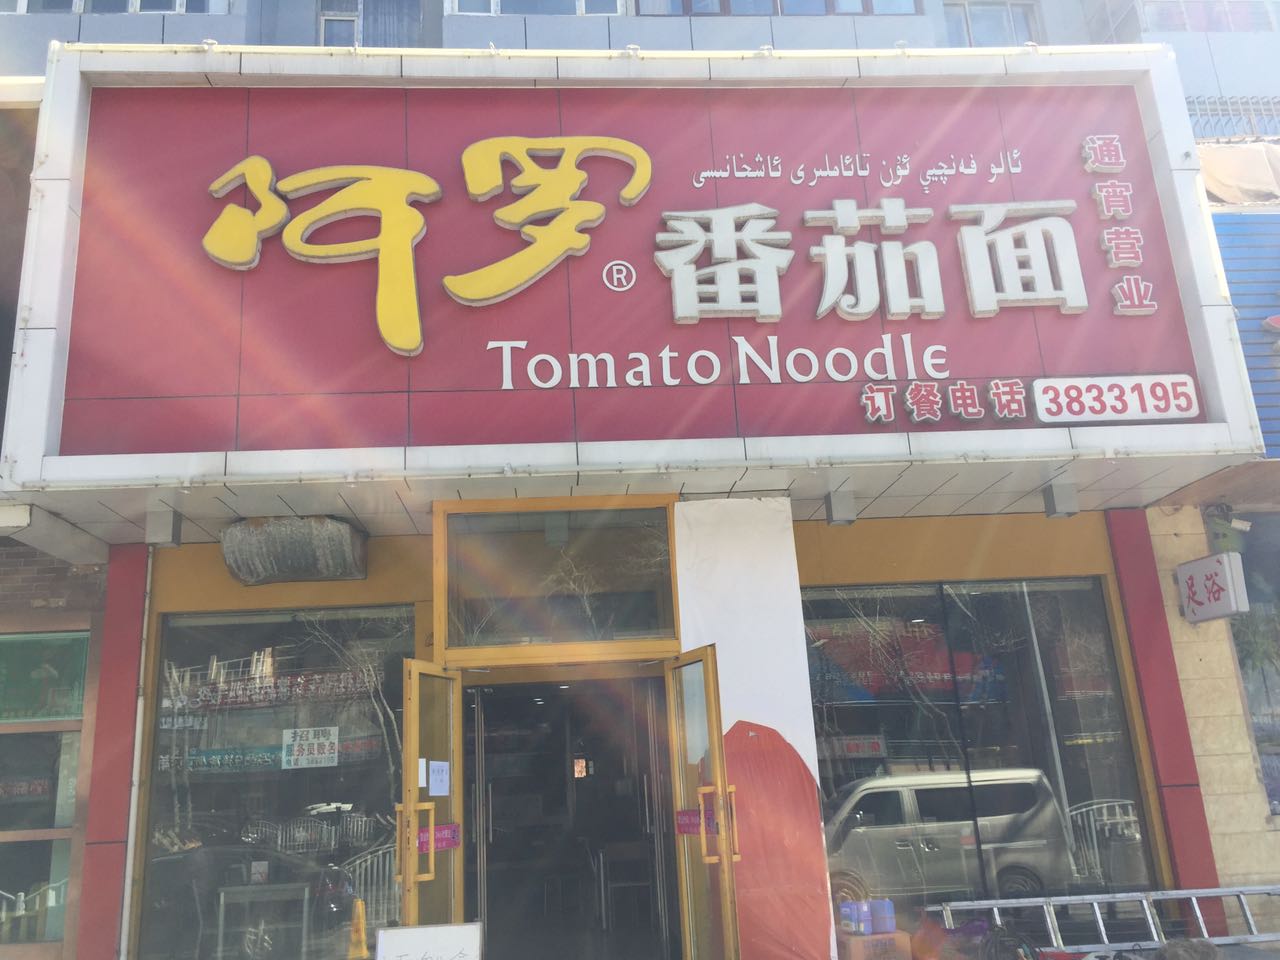 阿罗®
ئالو فەنچيې ئۈن تائاملىرى ئاشخانىسى
番茄面
Tomato Noodle
通宵营业
订餐电话 3833195
足浴
招聘
服务员数名